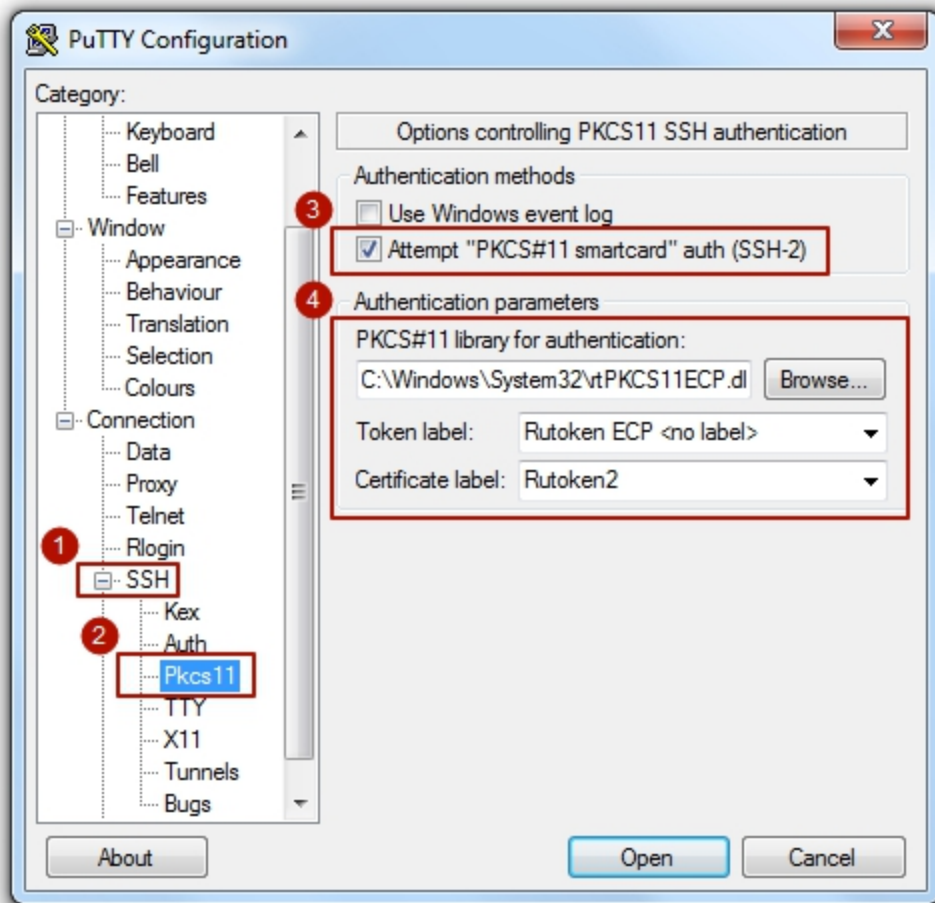 PuTTY Configuration
Category:
Keyboard
Bell
Features
Window
Appearance
Behaviour
Translation
Selection
Colours
Connection
Data
Proxy
Telnet
Rlogin
1
SSH
Kex
2
Auth
Pkcs11
TTY
X11
Tunnels
Bugs
Options controlling PKCS11 SSH authentication
Authentication methods
3
Use Windows event log
Attempt "PKCS#11 smartcard" auth (SSH-2)
4
Authentication parameters
PKCS#11 library for authentication:
C:\Windows\System32\rtPKCS11ECP.dl Browse...
Token label: Rutoken ECP <no label>
Certificate label: Rutoken2
About Open Cancel